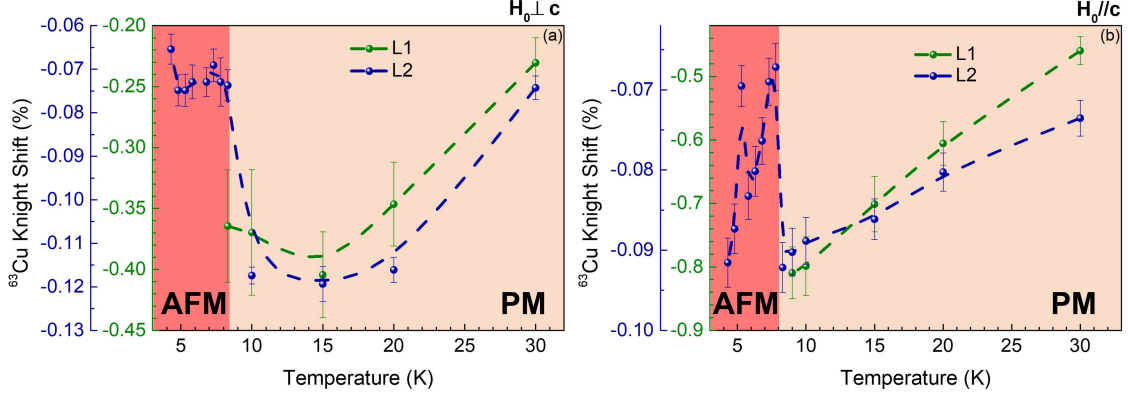 H₀⊥ c
(a)
L1
L2
-0.06
-0.07
-0.08
-0.09
-0.10
-0.11
-0.12
-0.13
-0.20
-0.25
-0.30
-0.35
-0.40
-0.45
⁶³Cu Knight Shift (%)
AFM
PM
5
10
15
20
25
30
Temperature (K)
H₀//c
(b)
L1
L2
-0.07
-0.08
-0.09
-0.10
-0.5
-0.6
-0.7
-0.8
-0.9
⁶³Cu Knight Shift (%)
AFM
PM
5
10
15
20
25
30
Temperature (K)